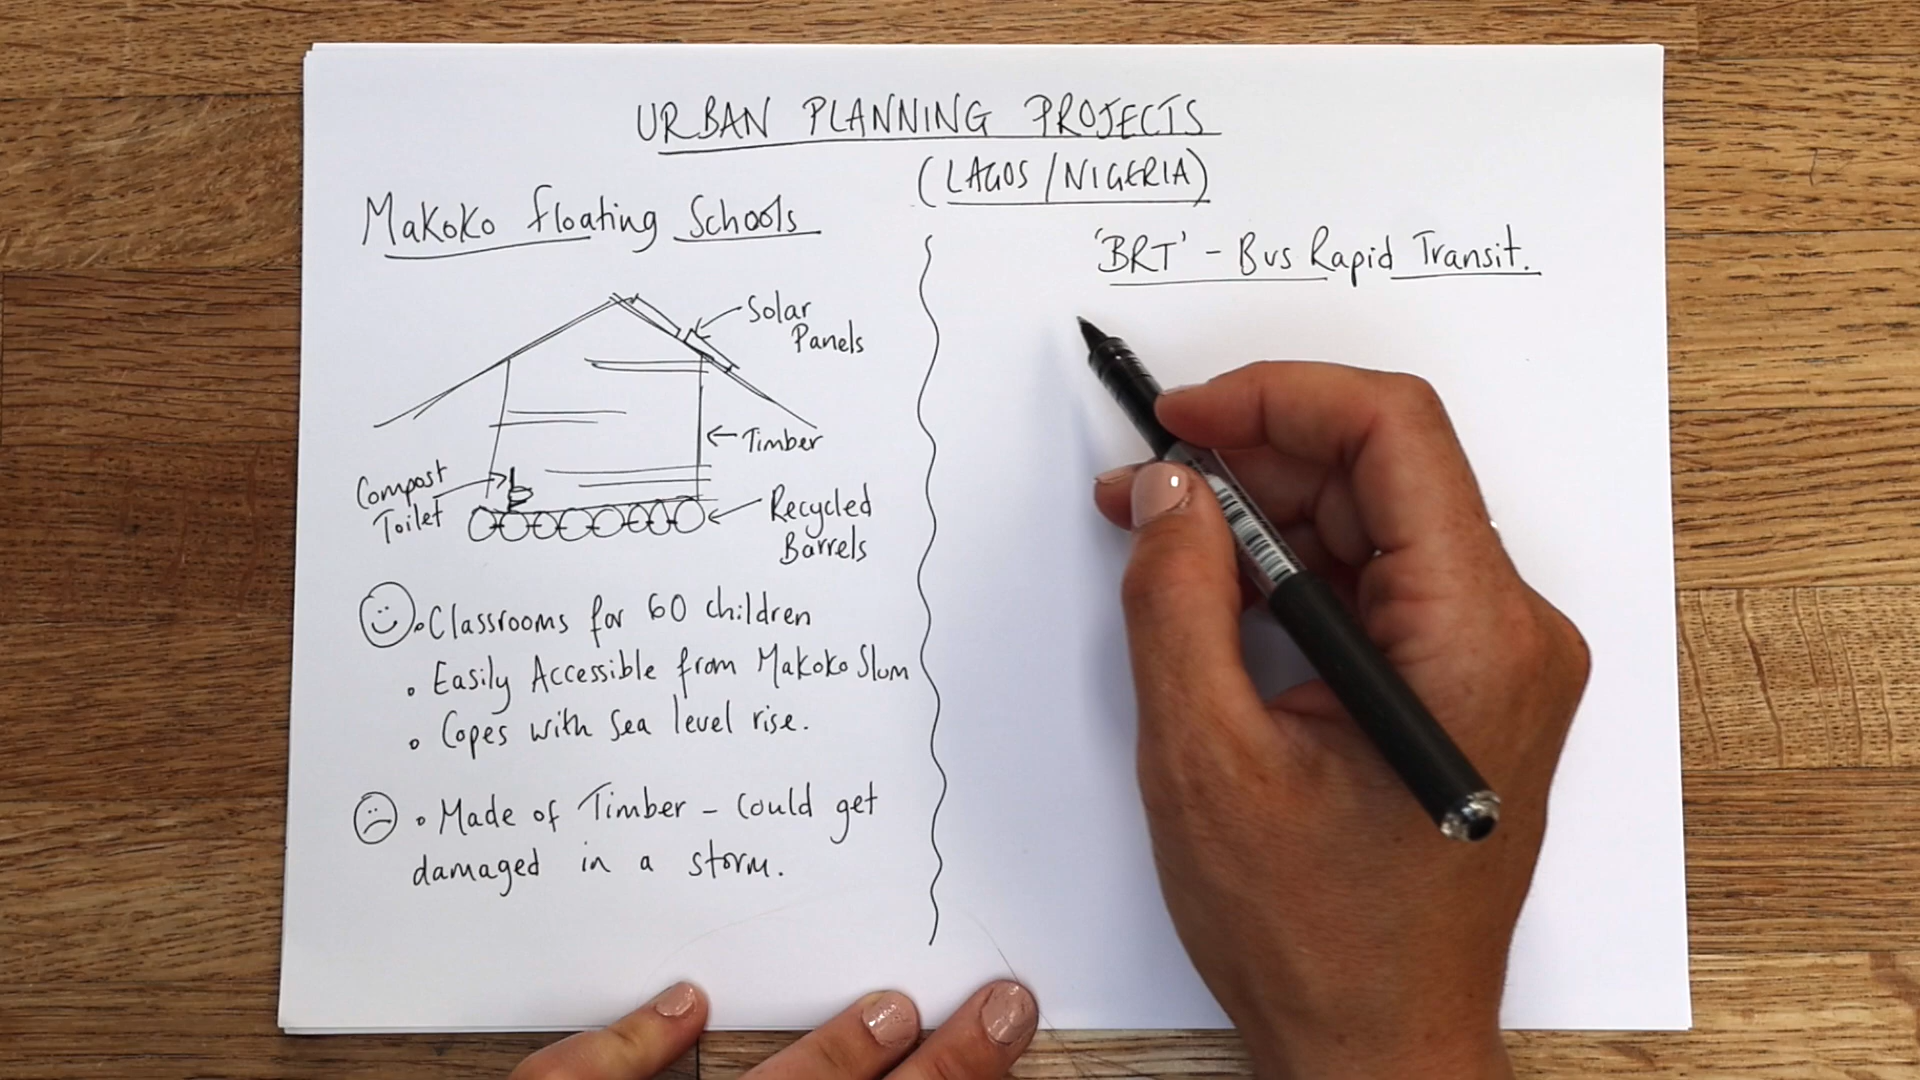 URBAN PLANNING PROJECTS
(LAGOS/NIGERIA)
Makoko floating Schools
Solar
Panels
Timber
Compost
Toilet
Recycled
Barrels
• Classrooms for 60 children
• Easily Accessible from Makoko Slum
• Copes with sea level rise.
• Made of Timber - Could get
damaged in a storm.
'BRT' - Bus Rapid Transit.